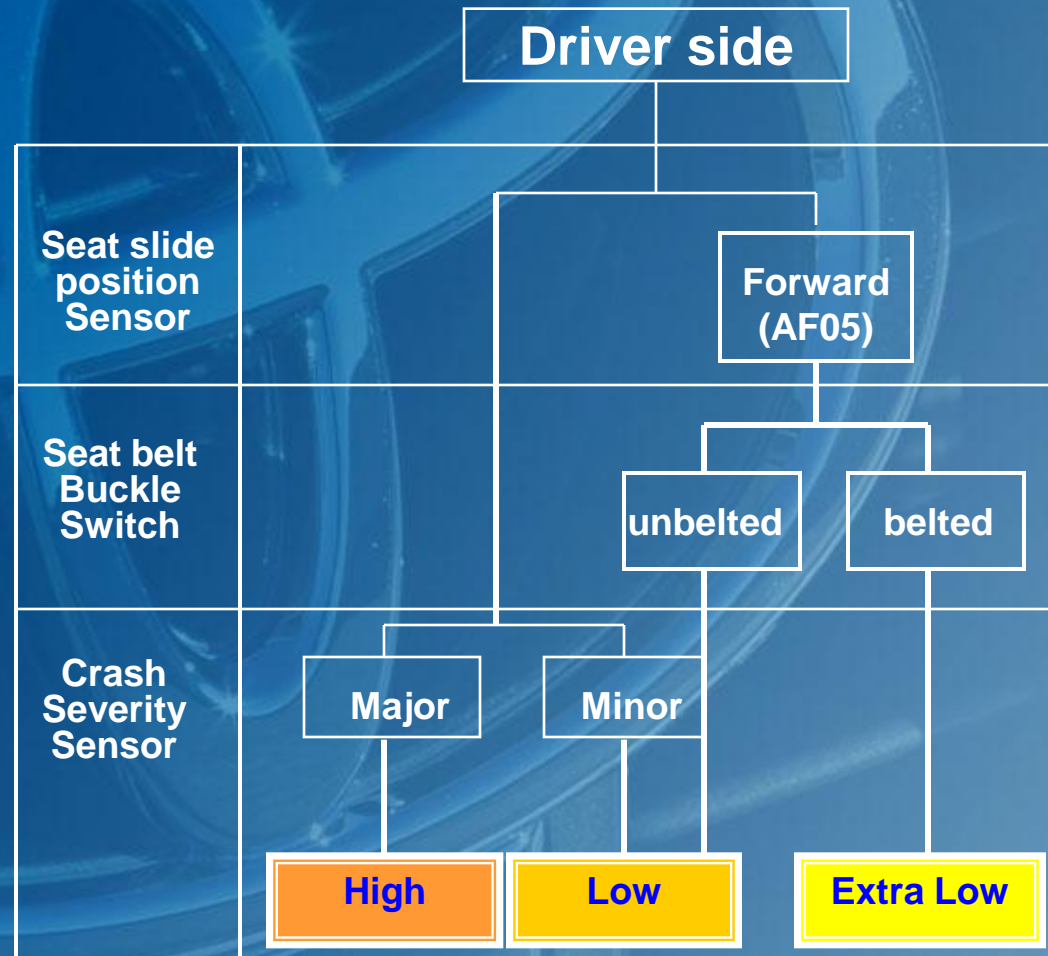 Driver side
Seat slide
position
Sensor
Forward
(AF05)
Seat belt
Buckle
Switch
unbelted
belted
Crash
Severity
Sensor
Major
Minor
High
Low
Extra Low